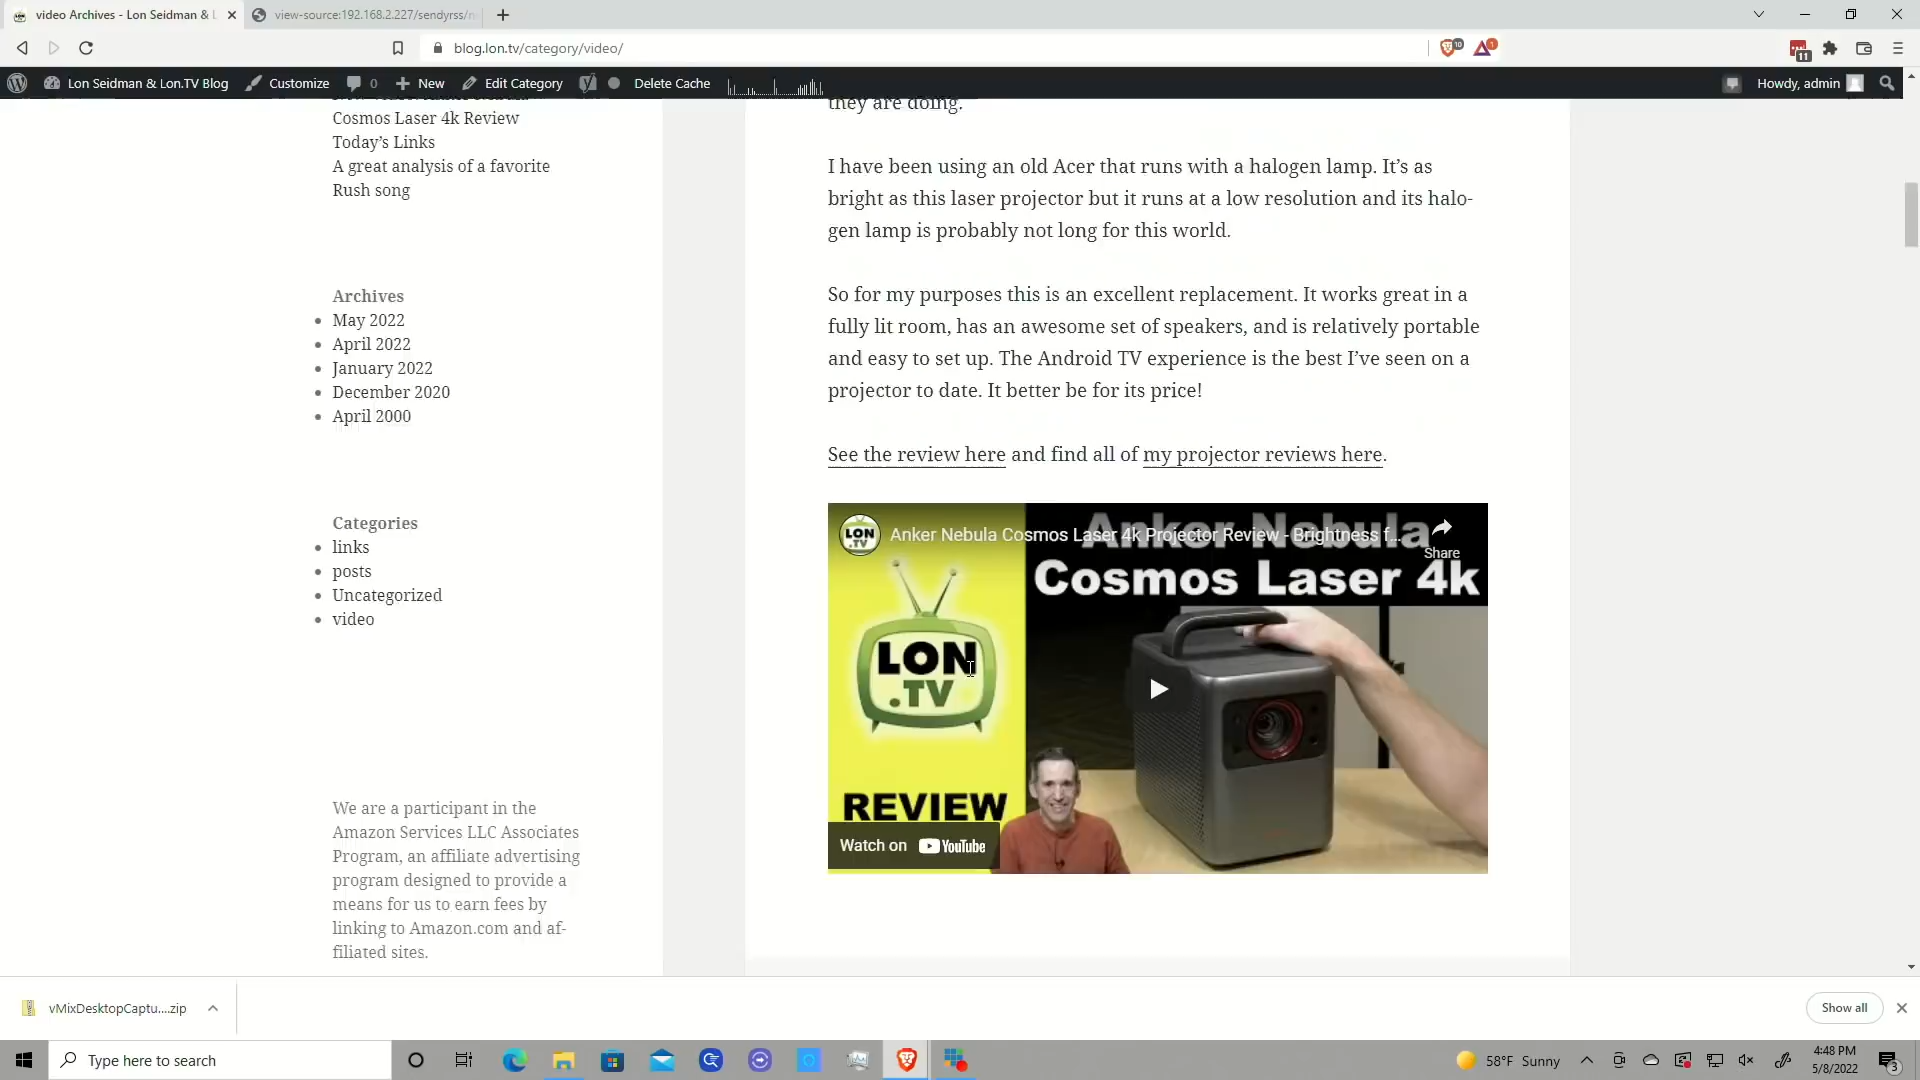 video Archives - Lon Seidman & L
view-source:192.168.2.227/sendyrss/n
blog.lon.tv/category/video/
10
1
11
Lon Seidman & Lon.TV Blog
Customize
0
New
Edit Category
Delete Cache
Howdy, admin
Cosmos Laser 4k Review
Today's Links
A great analysis of a favorite
Rush song
Archives
May 2022
April 2022
January 2022
December 2020
April 2000
Categories
links
posts
Uncategorized
video
We are a participant in the
Amazon Services LLC Associates
Program, an affiliate advertising
program designed to provide a
means for us to earn fees by
linking to Amazon.com and af-
filiated sites.
they are doing.
I have been using an old Acer that runs with a halogen lamp. It's as
bright as this laser projector but it runs at a low resolution and its halo-
gen lamp is probably not long for this world.
So for my purposes this is an excellent replacement. It works great in a
fully lit room, has an awesome set of speakers, and is relatively portable
and easy to set up. The Android TV experience is the best I've seen on a
projector to date. It better be for its price!
See the review here and find all of my projector reviews here.
LON
.TV
Anker Nebula Cosmos Laser 4k Projector Review - Brightness f...
Share
Anker Nebula
Cosmos Laser 4k
LON
.TV
REVIEW
Watch on YouTube
vMixDesktopCaptu....zip
Show all
Type here to search
58°F Sunny
4:48 PM
5/8/2022
3